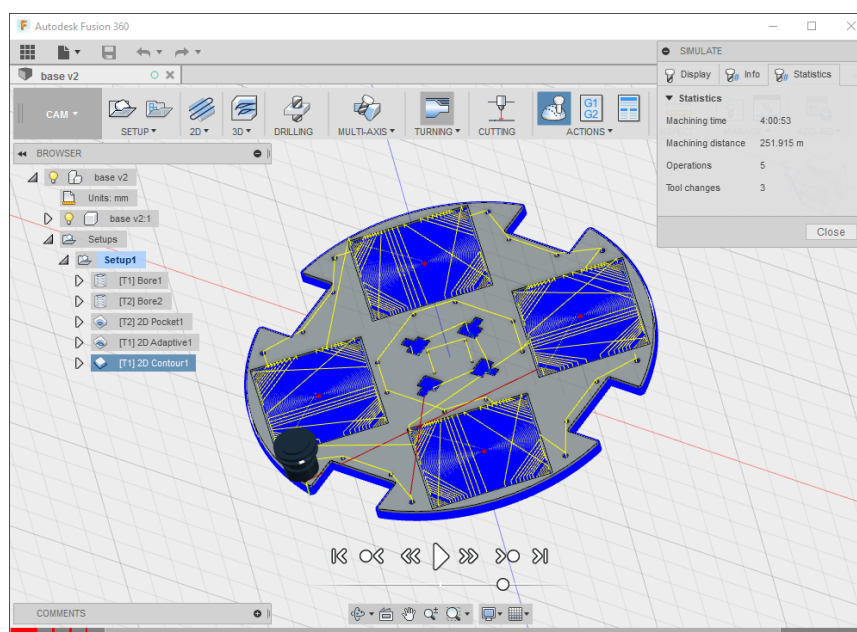 F Autodesk Fusion 360
SIMULATE
base v2
Display Info Statistics
Statistics
Machining time 4:00:53
Machining distance 251.915 m
Operations 5
Tool changes 3
Close
CAM
G1
G2
SETUP 2D 3D DRILLING MULTI-AXIS TURNING CUTTING ACTIONS
BROWSER
base v2
Units: mm
base v2:1
Setups
Setup1
[T1] Bore1
[T2] Bore2
[T2] 2D Pocket1
[T1] 2D Adaptive1
[T1] 2D Contour1
COMMENTS